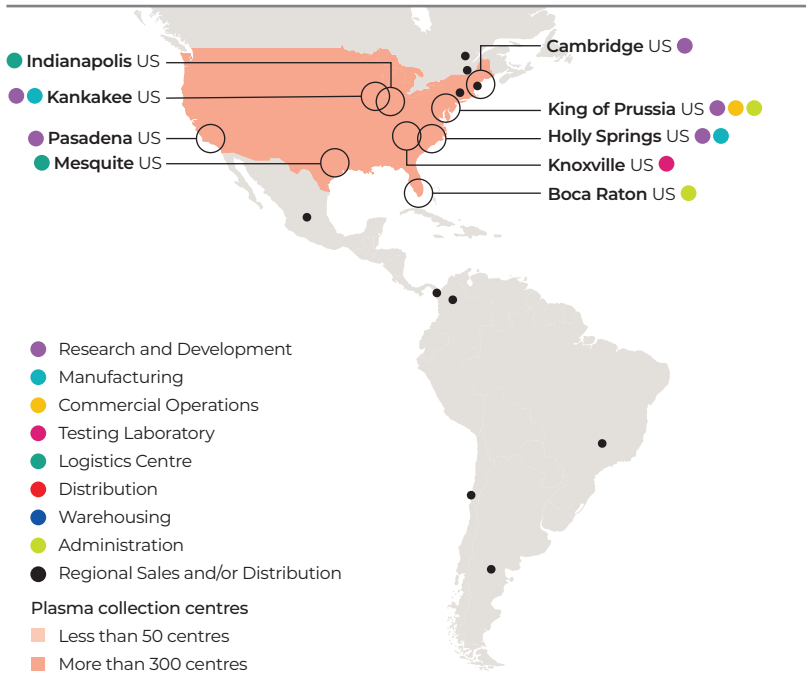 Indianapolis US
Kankakee US
Pasadena US
Mesquite US
Cambridge US
King of Prussia US
Holly Springs US
Knoxville US
Boca Raton US
Research and Development
Manufacturing
Commercial Operations
Testing Laboratory
Logistics Centre
Distribution
Warehousing
Administration
Regional Sales and/or Distribution
Plasma collection centres
Less than 50 centres
More than 300 centres